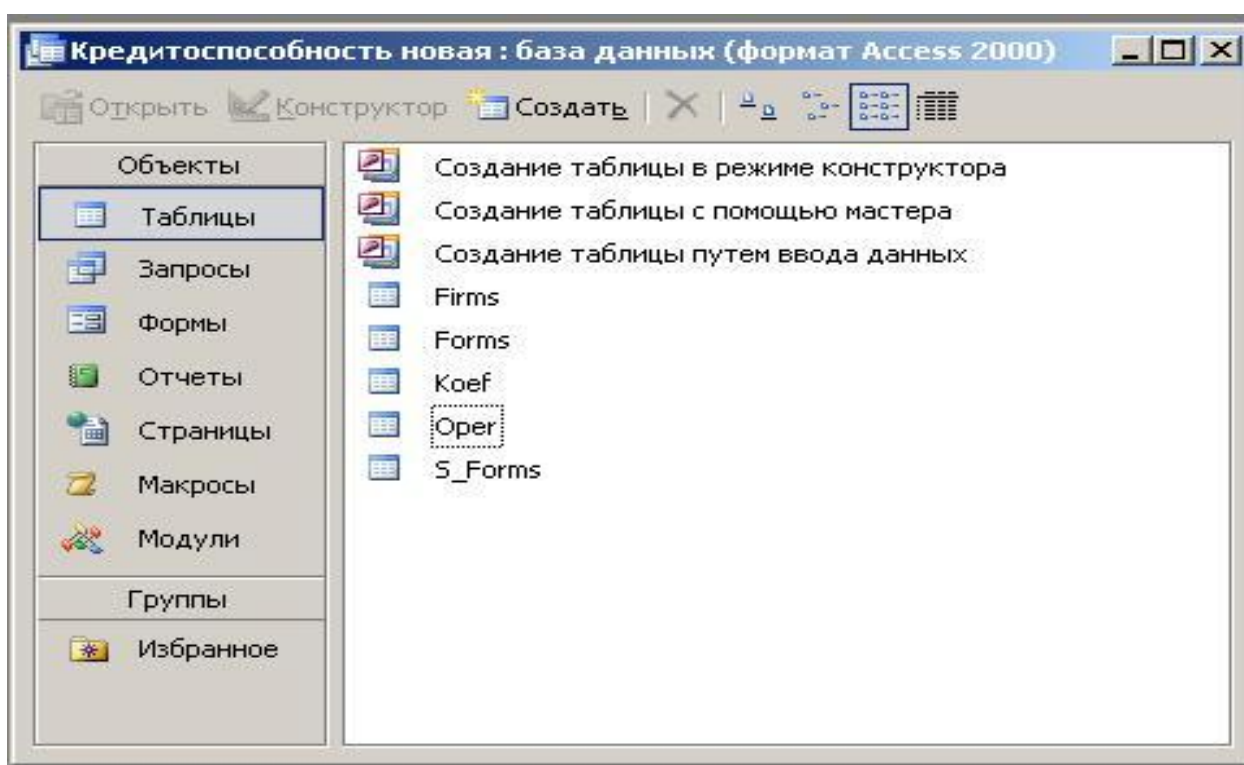 Кредитоспособность новая : база данных (формат Access 2000)
Открыть Конструктор Создать
Объекты
Таблицы
Запросы
Формы
Отчеты
Страницы
Макросы
Модули
Группы
Избранное
Создание таблицы в режиме конструктора
Создание таблицы с помощью мастера
Создание таблицы путем ввода данных
Firms
Forms
Koef
Oper
S_Forms